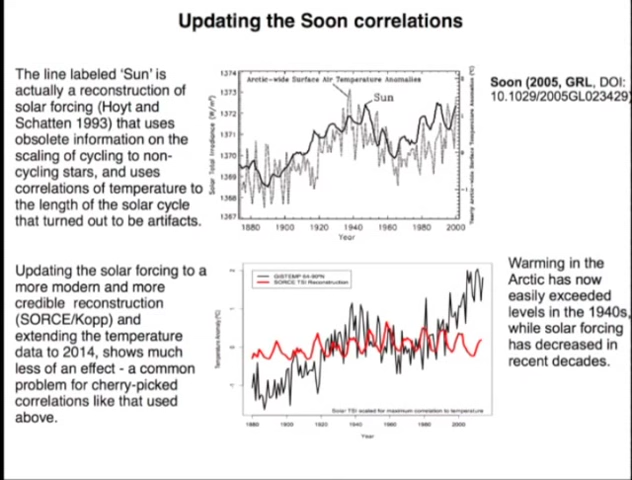 Updating the Soon correlations
The line labeled ‘Sun’ is
actually a reconstruction of
solar forcing (Hoyt and
Schatten 1993) that uses
obsolete information on the
scaling of cycling to non-
cycling stars, and uses
correlations of temperature to
the length of the solar cycle
that turned out to be artifacts.
1374
1373
1372
1371
1370
1369
1368
1367
Solar Total Irradiance (W/m²)
Arctic-wide Surface Air Temperature Anomalies
Sun
1880 1900 1920 1940 1960 1980 2000
Year
Soon (2005, GRL, DOI:
10.1029/2005GL023429)
Updating the solar forcing to a
more modern and more
credible reconstruction
(SORCE/Kopp) and
extending the temperature
data to 2014, shows much
less of an effect - a common
problem for cherry-picked
correlations like that used
above.
Temperature Anomaly (°C)
2
1
0
-1
GISTEMP 64-90°N
SORCE TSI Reconstruction
Solar TSI scaled for maximum correlation to temperature
1880 1900 1920 1940 1960 1980 2000
Year
Warming in the
Arctic has now
easily exceeded
levels in the 1940s,
while solar forcing
has decreased in
recent decades.